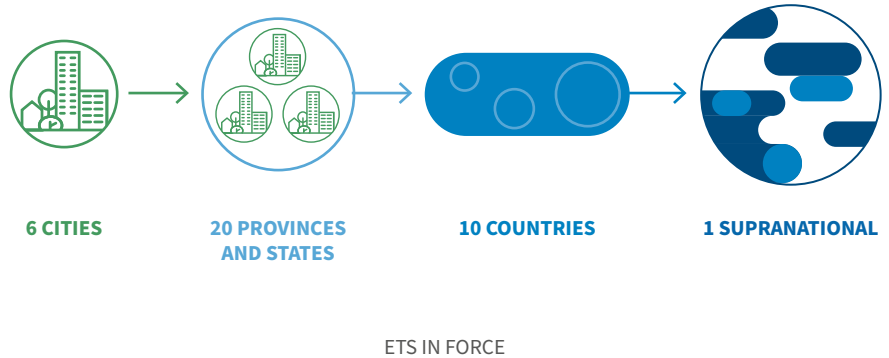 6 CITIES
20 PROVINCES
AND STATES
10 COUNTRIES
1 SUPRANATIONAL
ETS IN FORCE